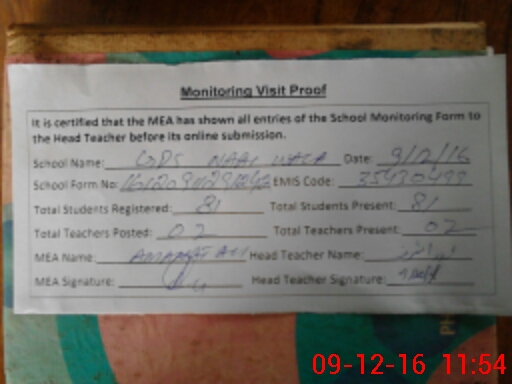 Monitoring Visit Proof
It is certified that the MEA has shown all entries of the School Monitoring Form to
the Head Teacher before its online submission.
School Name: GDPS Date: 9/12/16
School Form No: EMIS Code: 35430499
Total Students Registered: 81 Total Students Present: 81
Total Teachers Posted: 02 Total Teachers Present: 02
MEA Name: Ali Head Teacher Name:
MEA Signature: Head Teacher Signature:
09-12-16 11:54